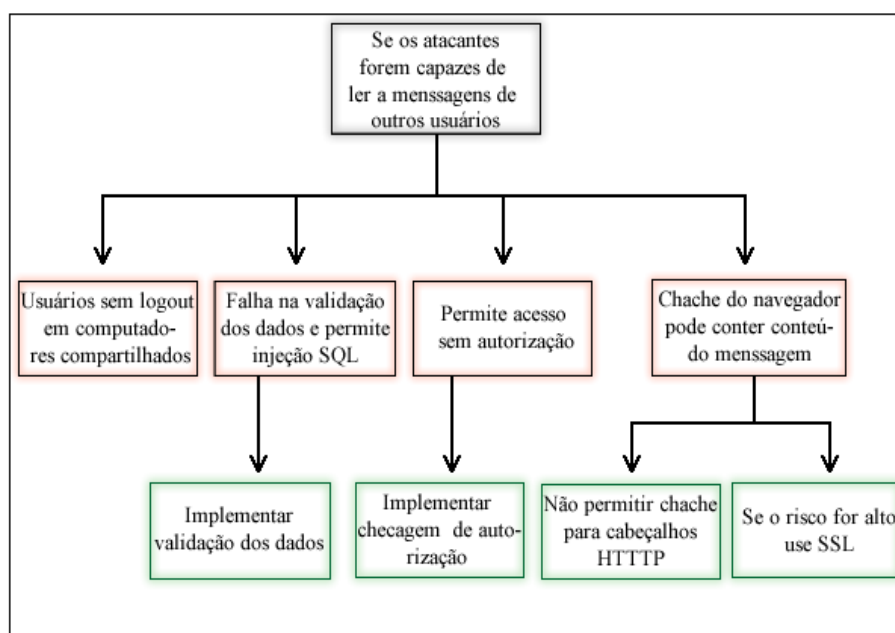 Se os atacantes
forem capazes de
ler a menssagens de
outros usuários
Usuários sem logout
em computado-
res compartilhados
Falha na validação
dos dados e permite
injeção SQL
Permite acesso
sem autorização
Chache do navegador
pode conter conteú-
do menssagem
Implementar
validação dos dados
Implementar
checagem de auto-
rização
Não permitir chache
para cabeçalhos
HTTTP
Se o risco for alto
use SSL